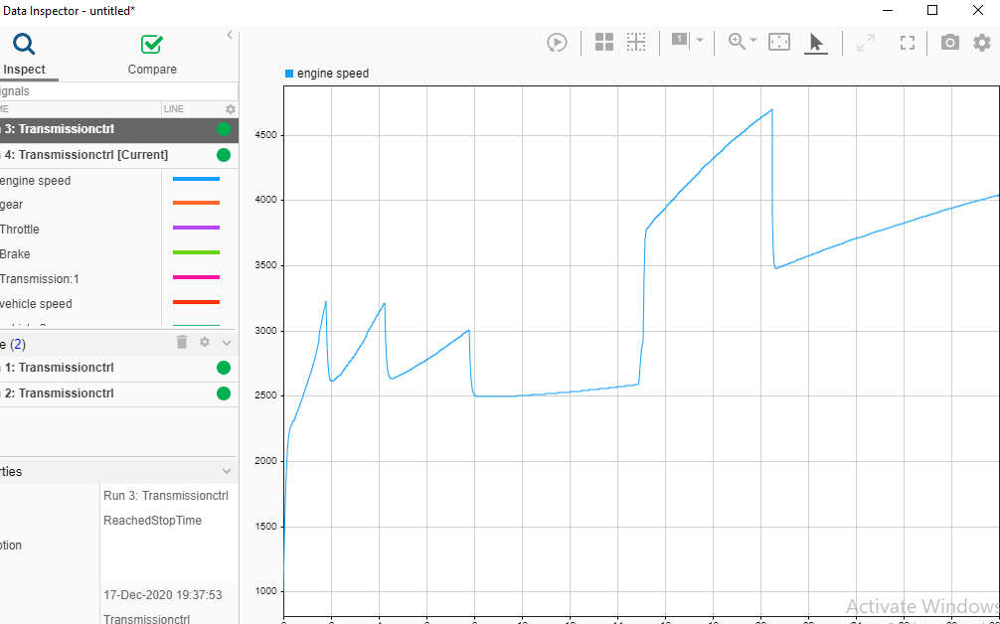 Data Inspector - untitled*
Inspect
Compare
ignals
ME
LINE
3: Transmissionctrl
4: Transmissionctrl [Current]
engine speed
gear
Throttle
Brake
Transmission:1
vehicle speed
e (2)
1: Transmissionctrl
2: Transmissionctrl
rties
Run 3: Transmissionctrl
ReachedStopTime
ption
17-Dec-2020 19:37:53
Transmissionctrl
1
engine speed
4500
4000
3500
3000
2500
2000
1500
1000
Activate Windows